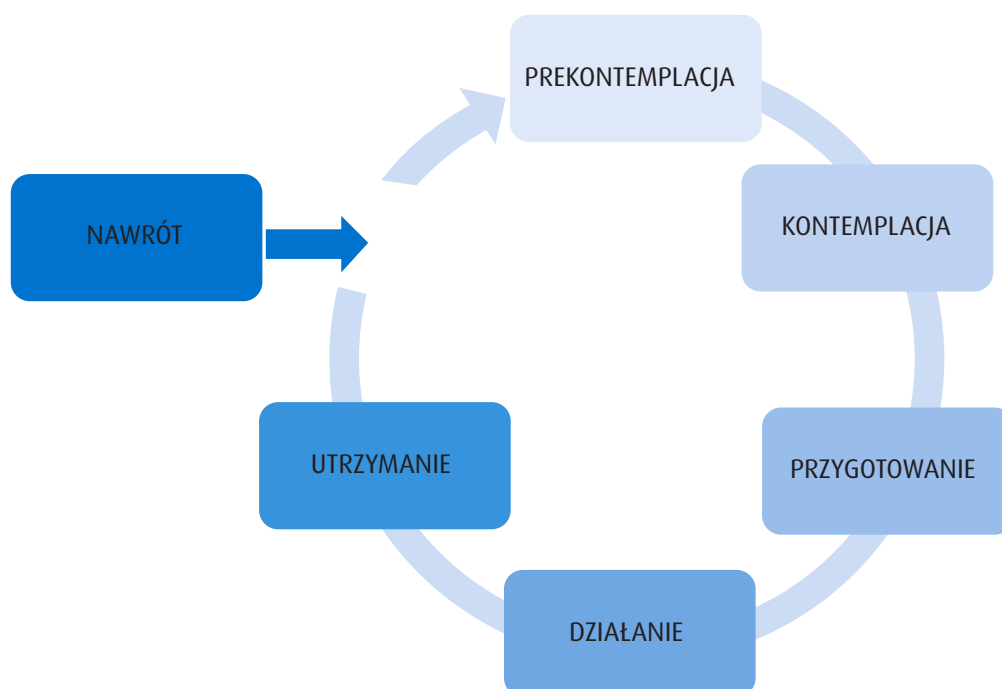 PREKONTEMPLACJA
KONTEMPLACJA
PRZYGOTOWANIE
DZIAŁANIE
UTRZYMANIE
NAWRÓT